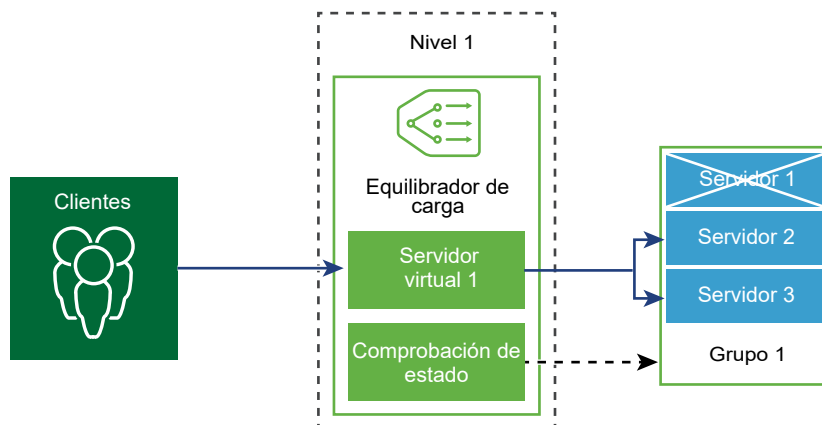 Nivel 1
Clientes
Equilibrador de
carga
Servidor
virtual 1
Comprobación de
estado
Servidor 1
Servidor 2
Servidor 3
Grupo 1